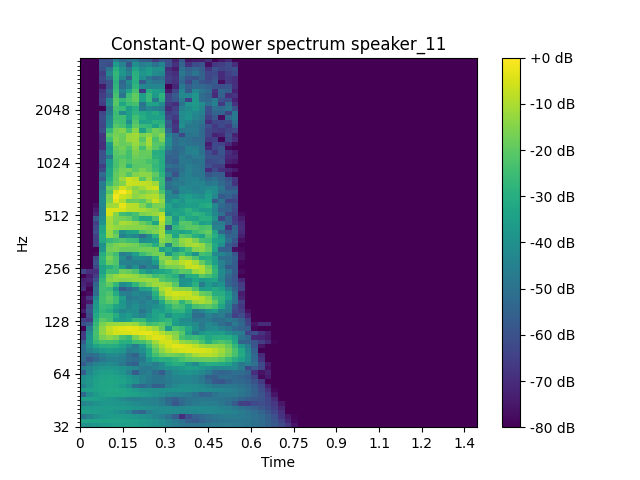 Constant-Q power spectrum speaker_11
+0 dB
2048
-10 dB
1024
-20 dB
512
-30 dB
Hz
-40 dB
256
-50 dB
128
-60 dB
64
-70 dB
32
-80 dB
0 0.15 0.3 0.45 0.6 0.75 0.9 1.1 1.2 1.4
Time